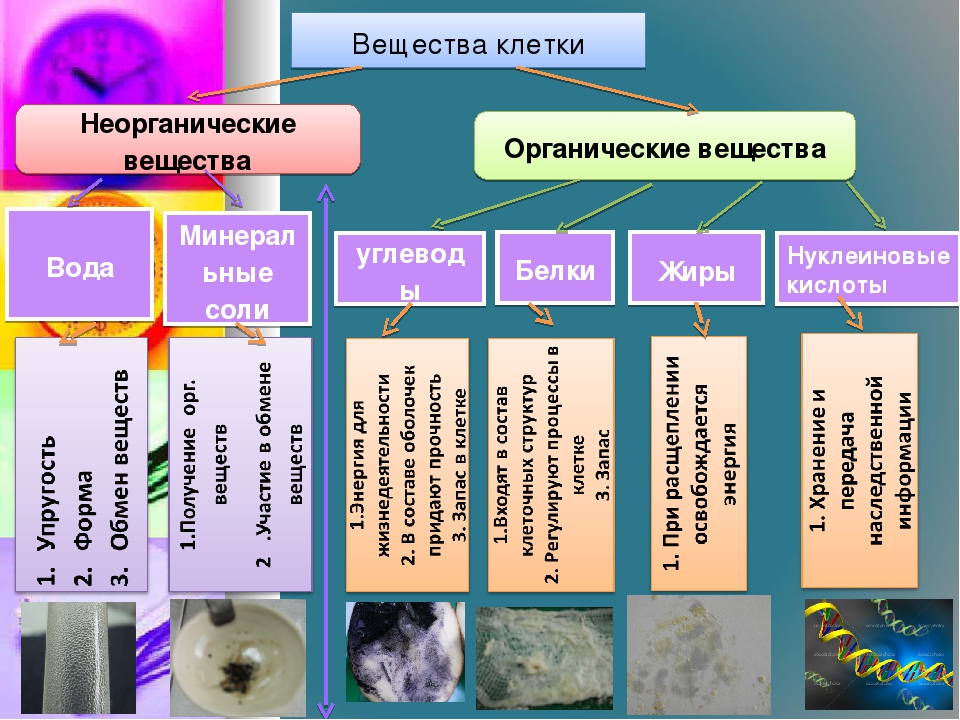 Вещества клетки
Неорганические
вещества
Органические вещества
Вода
Минерал
ьные
соли
углевод
ы
Белки
Жиры
Нуклеиновые
кислоты
1. Упругость
2. Форма
3. Обмен веществ
1.Получение орг.
веществ
2 .Участие в обмене
веществ
1.Энергия для
жизнедеятельности
2. В составе оболочек
придают прочность
3. Запас в клетке
1.Входят в состав
клеточных структур
2. Регулируют процессы в
клетке
3. Запас
1. При расщеплении
освобождается
энергия
1. Хранение и
передача
наследственной
информации